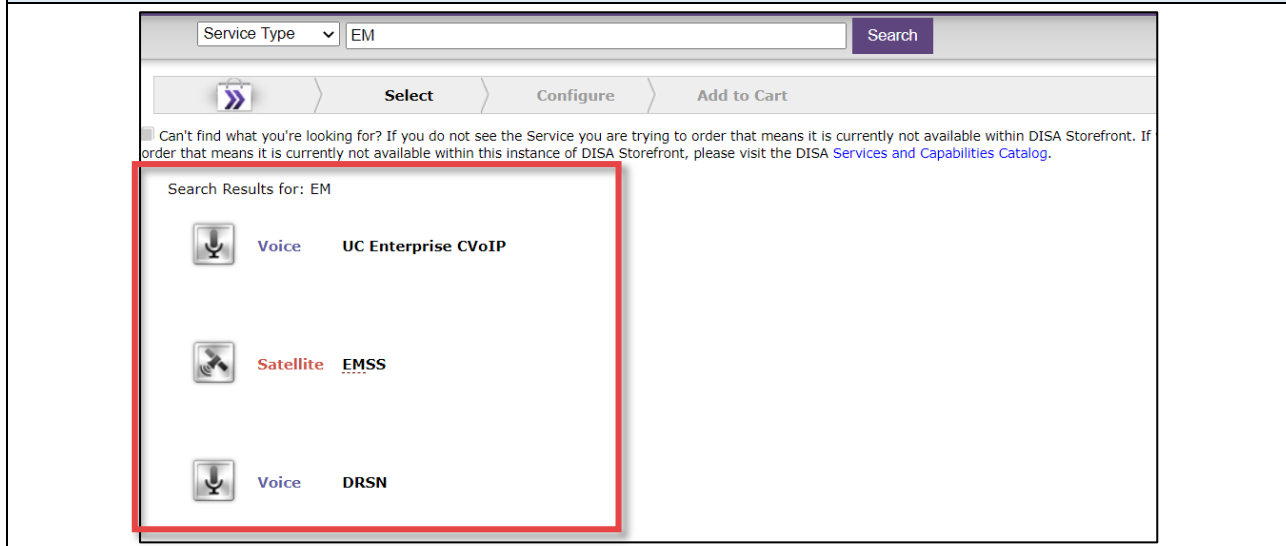 Service Type EM Search
Select Configure Add to Cart
Can't find what you're looking for? If you do not see the Service you are trying to order that means it is currently not available within DISA Storefront. If
order that means it is currently not available within this instance of DISA Storefront, please visit the DISA Services and Capabilities Catalog.
Search Results for: EM
Voice UC Enterprise CVoIP
Satellite EMSS
Voice DRSN